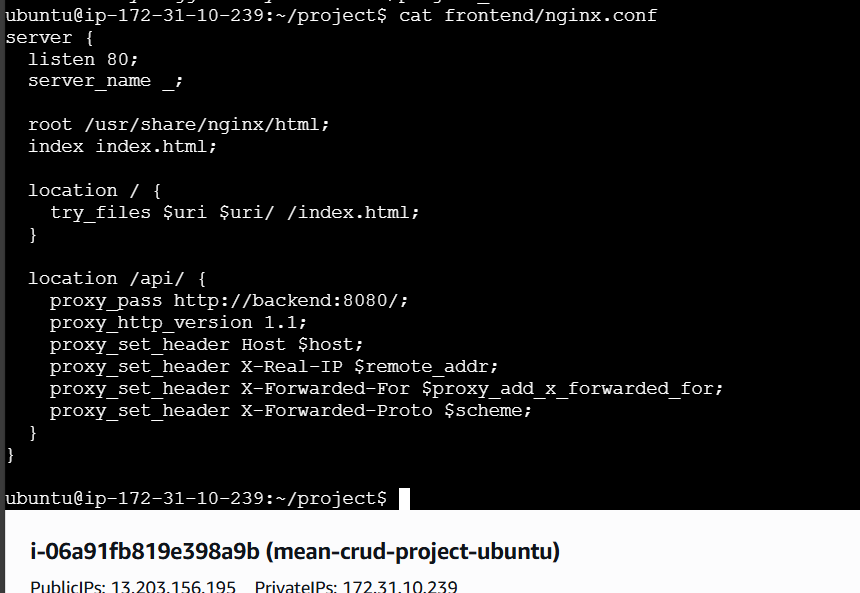 ubuntu@ip-172-31-10-239:~/project$ cat frontend/nginx.conf
server {
  listen 80;
  server_name _;

  root /usr/share/nginx/html;
  index index.html;

  location / {
    try_files $uri $uri/ /index.html;
  }

  location /api/ {
    proxy_pass http://backend:8080/;
    proxy_http_version 1.1;
    proxy_set_header Host $host;
    proxy_set_header X-Real-IP $remote_addr;
    proxy_set_header X-Forwarded-For $proxy_add_x_forwarded_for;
    proxy_set_header X-Forwarded-Proto $scheme;
  }
}

ubuntu@ip-172-31-10-239:~/project$
i-06a91fb819e398a9b (mean-crud-project-ubuntu)
PublicIPs: 13.203.156.195 PrivateIPs: 172.31.10.239